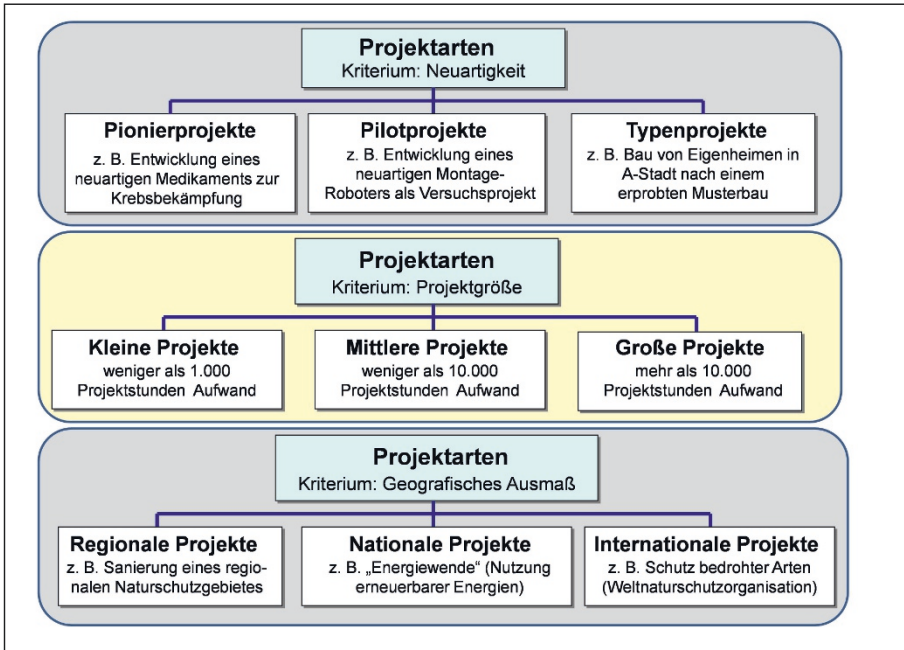 Projektarten
Kriterium: Neuartigkeit
Pionierprojekte
z. B. Entwicklung eines
neuartigen Medikaments zur
Krebsbekämpfung
Pilotprojekte
z. B. Entwicklung eines
neuartigen Montage-
Roboters als Versuchsprojekt
Typenprojekte
z. B. Bau von Eigenheimen in
A-Stadt nach einem
erprobten Musterbau
Projektarten
Kriterium: Projektgröße
Kleine Projekte
weniger als 1.000
Projektstunden Aufwand
Mittlere Projekte
weniger als 10.000
Projektstunden Aufwand
Große Projekte
mehr als 10.000
Projektstunden Aufwand
Projektarten
Kriterium: Geografisches Ausmaß
Regionale Projekte
z. B. Sanierung eines regio-
nalen Naturschutzgebietes
Nationale Projekte
z. B. „Energiewende“ (Nutzung
erneuerbarer Energien)
Internationale Projekte
z. B. Schutz bedrohter Arten
(Weltnaturschutzorganisation)